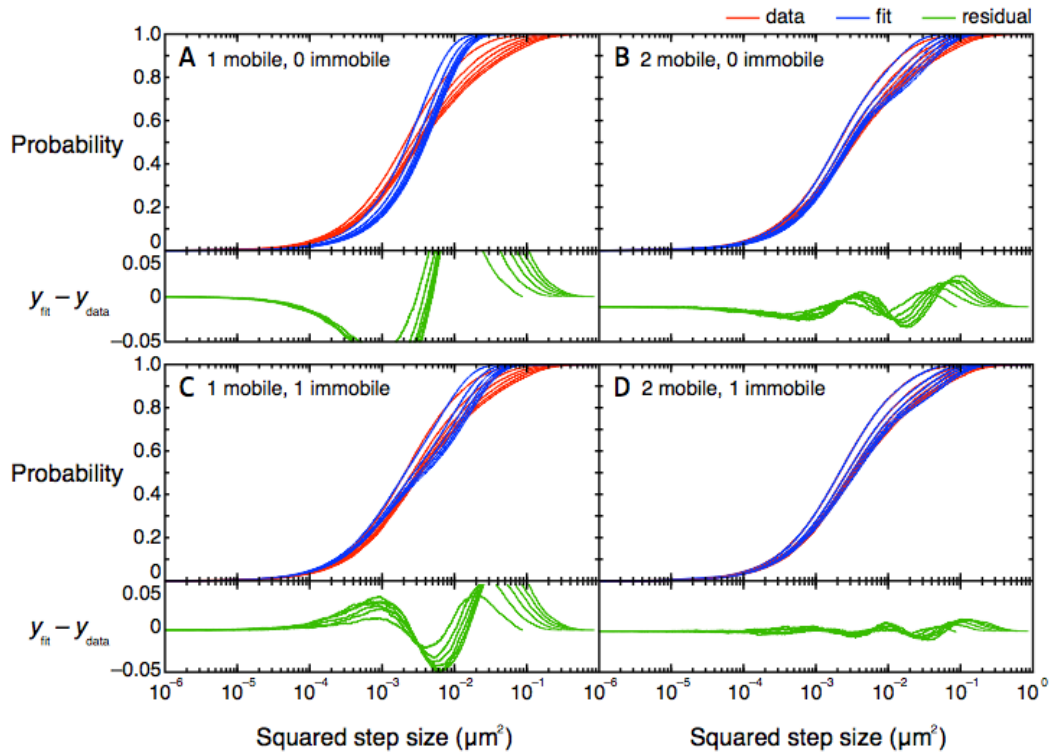 data fit residual
A 1 mobile, 0 immobile
B 2 mobile, 0 immobile
1.0
0.8
0.6
0.4
0.2
0
Probability
0.05
0
−0.05
y_fit − y_data
C 1 mobile, 1 immobile
D 2 mobile, 1 immobile
1.0
0.8
0.6
0.4
0.2
0
Probability
0.05
0
−0.05
y_fit − y_data
10⁻⁶ 10⁻⁵ 10⁻⁴ 10⁻³ 10⁻² 10⁻¹ 10⁻⁶ 10⁻⁵ 10⁻⁴ 10⁻³ 10⁻² 10⁻¹ 10⁰
Squared step size (μm²) Squared step size (μm²)